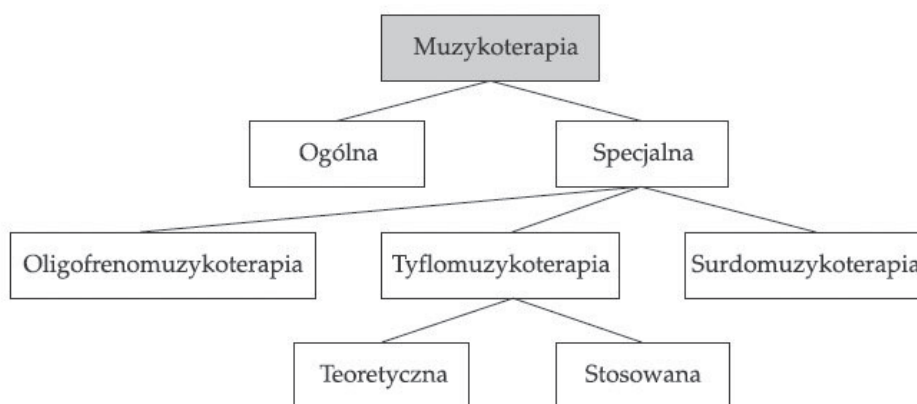 Muzykoterapia
Ogólna
Specjalna
Oligofrenomuzykoterapia
Tyflomuzykoterapia
Surdomuzykoterapia
Teoretyczna
Stosowana